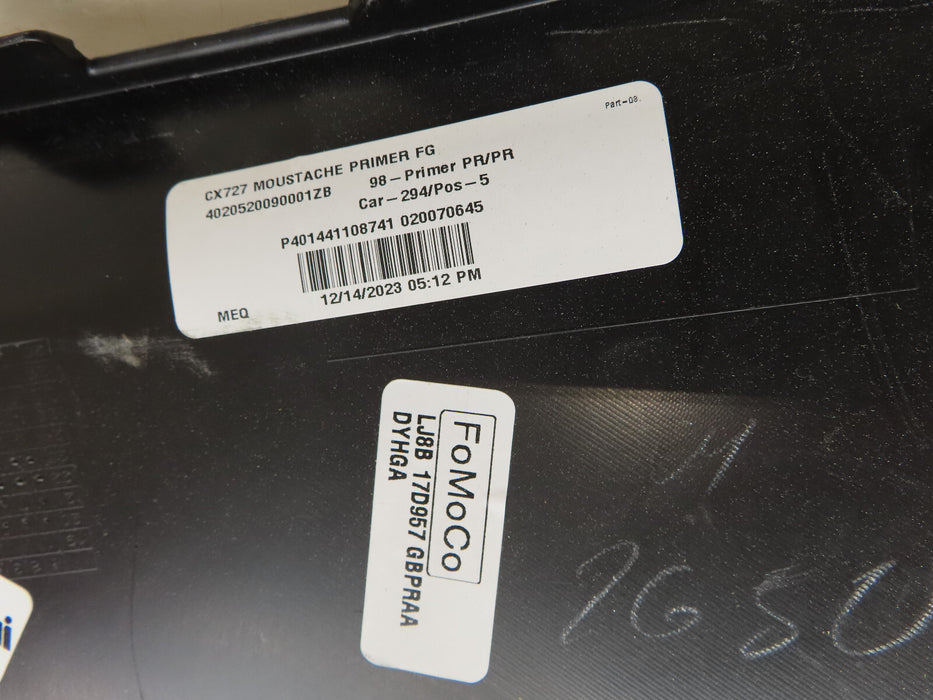 Part-08.
CX727 MOUSTACHE PRIMER FG
4020520090001ZB 98-Primer PR/PR
Car-294/Pos-5
P401441108741 020070645
12/14/2023 05:12 PM
MEQ
FoMoCo
LJ8B 17D957 GBPRAA
DYHGA